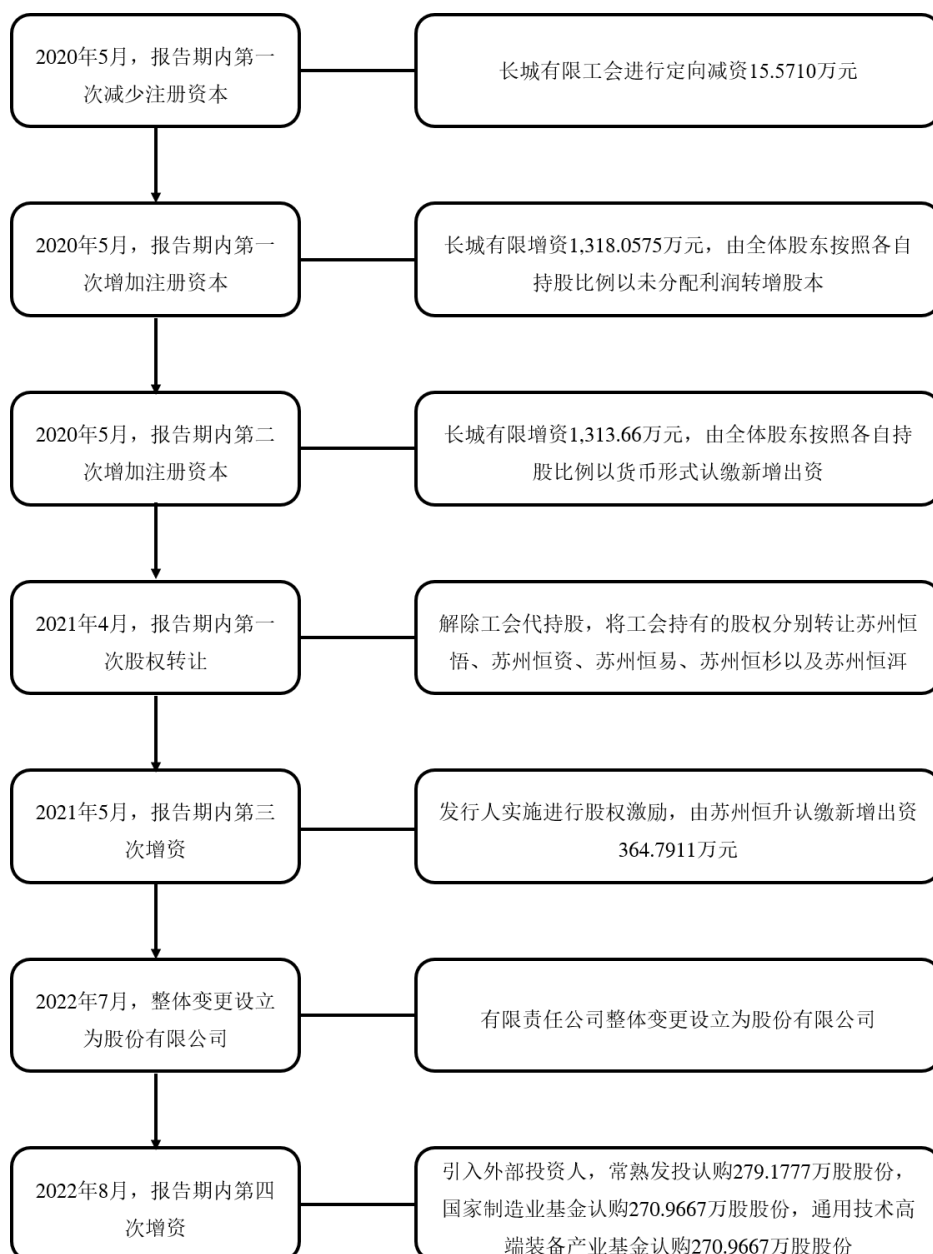 2020年5月，报告期内第一
次减少注册资本
长城有限工会进行定向减资15.5710万元
2020年5月，报告期内第一
次增加注册资本
长城有限增资1,318.0575万元，由全体股东按照各自
持股比例以未分配利润转增股本
2020年5月，报告期内第二
次增加注册资本
长城有限增资1,313.66万元，由全体股东按照各自持
股比例以货币形式认缴新增出资
2021年4月，报告期内第一
次股权转让
解除工会代持股，将工会持有的股权分别转让苏州恒
悟、苏州恒资、苏州恒易、苏州恒杉以及苏州恒洱
2021年5月，报告期内第三
次增资
发行人实施进行股权激励，由苏州恒升认缴新增出资
364.7911万元
2022年7月，整体变更设立
为股份有限公司
有限责任公司整体变更设立为股份有限公司
2022年8月，报告期内第四
次增资
引入外部投资人，常熟发投认购279.1777万股股份，
国家制造业基金认购270.9667万股股份，通用技术高
端装备产业基金认购270.9667万股股份